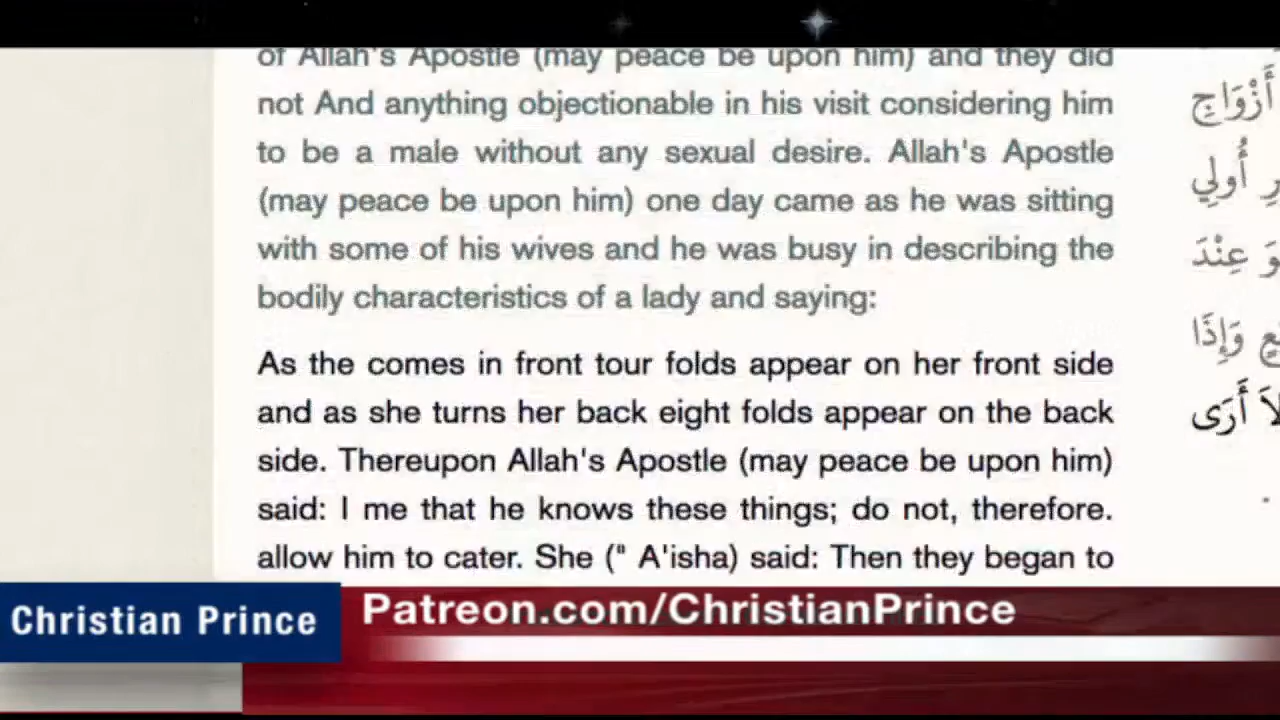 of Allah's Apostle (may peace be upon him) and they did
not And anything objectionable in his visit considering him
to be a male without any sexual desire. Allah's Apostle
(may peace be upon him) one day came as he was sitting
with some of his wives and he was busy in describing the
bodily characteristics of a lady and saying:
As the comes in front tour folds appear on her front side
and as she turns her back eight folds appear on the back
side. Thereupon Allah's Apostle (may peace be upon him)
said: I me that he knows these things; do not, therefore.
allow him to cater. She (" A'isha) said: Then they began to
أَزْوَاجِ
أُولِي
عِنْدَ
وَإِذَا
أَرَى
Christian Prince
Patreon.com/ChristianPrince